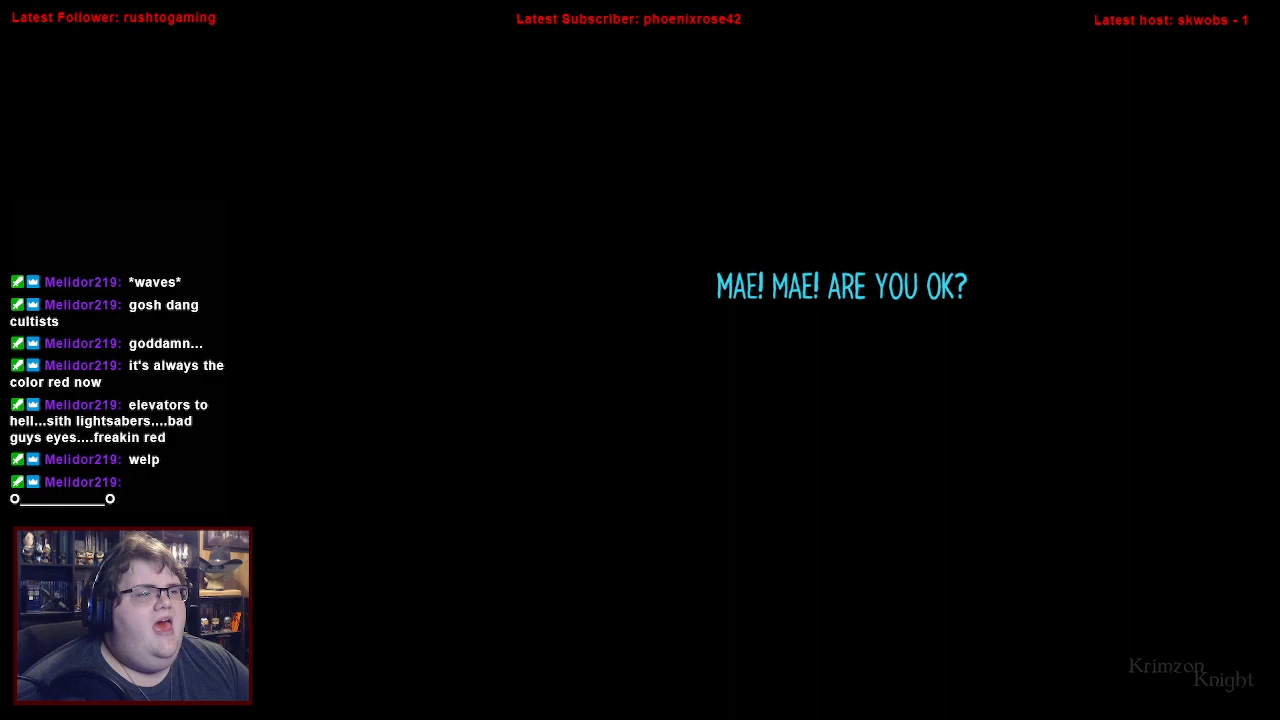 Latest Follower: rushtogaming
Latest Subscriber: phoenixrose42
Latest host: skwobs - 1
MAE! MAE! ARE YOU OK?
Melidor219: *waves*
Melidor219: gosh dang
cultists
Melidor219: goddamn...
Melidor219: it's always the
color red now
Melidor219: elevators to
hell...sith lightsabers....bad
guys eyes....freakin red
Melidor219: welp
Melidor219:
O___________O
Krimzon
Knight